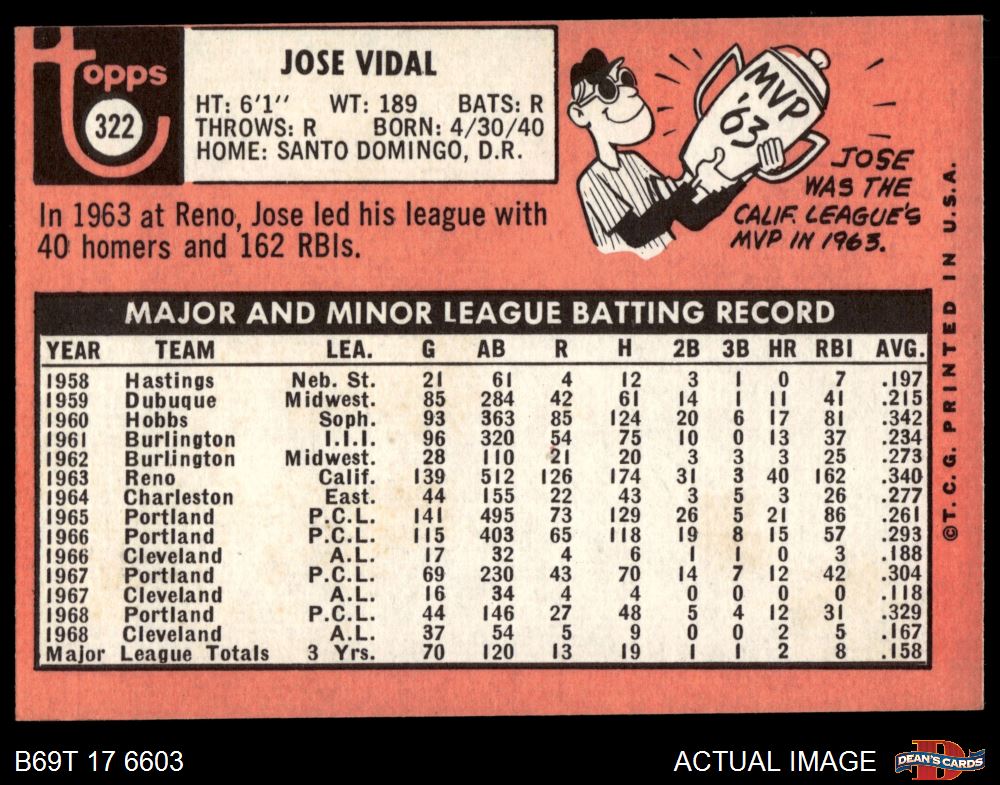 Topps
322
JOSE VIDAL
HT: 6'1" WT: 189 BATS: R
THROWS: R BORN: 4/30/40
HOME: SANTO DOMINGO, D.R.
In 1963 at Reno, Jose led his league with
40 homers and 162 RBIs.
MVP
'63
JOSE
WAS THE
CALIF. LEAGUE'S
MVP IN 1963.
MAJOR AND MINOR LEAGUE BATTING RECORD
YEAR TEAM LEA. G AB R H 2B 3B HR RBI AVG.
1958 Hastings Neb. St. 21 61 4 12 3 1 0 7 .197
1959 Dubuque Midwest. 85 284 42 61 14 1 11 41 .215
1960 Hobbs Soph. 93 363 85 124 20 6 17 81 .342
1961 Burlington I.I.I. 96 320 54 75 10 0 13 37 .234
1962 Burlington Midwest. 28 110 21 20 3 3 3 25 .273
1963 Reno Calif. 139 512 126 174 31 3 40 162 .340
1964 Charleston East. 44 155 22 43 3 5 3 26 .277
1965 Portland P.C.L. 141 495 73 129 26 5 21 86 .261
1966 Portland P.C.L. 115 403 65 118 19 8 15 57 .293
1966 Cleveland A.L. 17 32 4 6 1 1 0 3 .188
1967 Portland P.C.L. 69 230 43 70 14 7 12 42 .304
1967 Cleveland A.L. 16 34 4 4 0 0 0 0 .118
1968 Portland P.C.L. 44 146 27 48 5 4 12 31 .329
1968 Cleveland A.L. 37 54 5 9 0 0 2 5 .167
Major League Totals 3 Yrs. 70 120 13 19 1 1 2 8 .158
©T.C.G. PRINTED IN U.S.A.
B69T 17 6603
ACTUAL IMAGE
DEAN'S CARDS